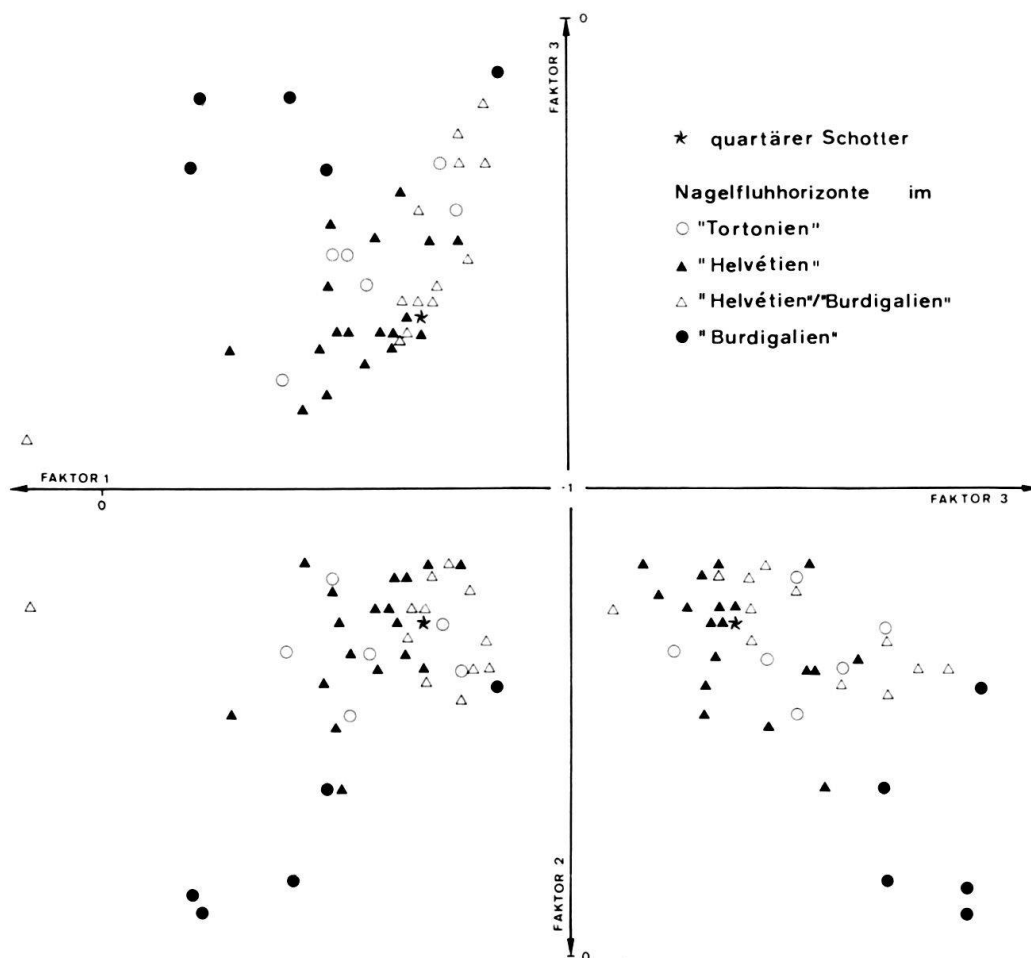 0
FAKTOR 3
quartärer Schotter
Nagelfluhhorizonte im
"Tortonien"
"Helvétien"
"Helvétien"/"Burdigalien"
"Burdigalien"
FAKTOR 1
0
-1
FAKTOR 3
FAKTOR 2
0